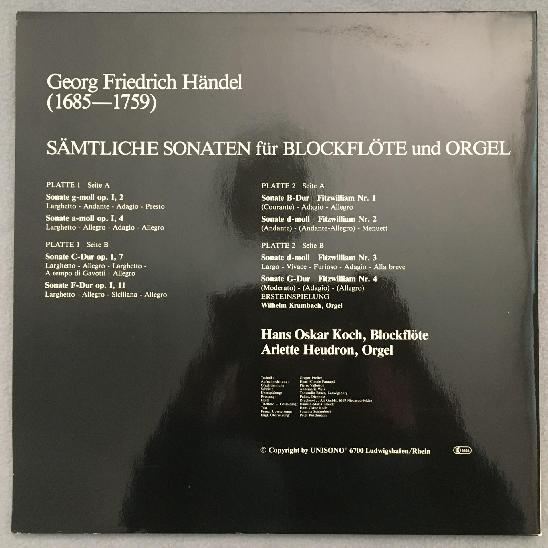 Georg Friedrich Händel
(1685—1759)
SÄMTLICHE SONATEN für BLOCKFLÖTE und ORGEL
PLATTE 1 Seite A
Sonate g-moll op. I, 2
Larghetto - Andante - Adagio - Presto
Sonate a-moll op. I, 4
Larghetto - Allegro - Adagio - Allegro
PLATTE 1 Seite B
Sonate C-Dur op. I, 7
Larghetto - Allegro - Larghetto -
A tempo di Gavotti - Allegro
Sonate F-Dur op. I, 11
Larghetto - Allegro - Siciliana - Allegro
PLATTE 2 Seite A
Sonate B-Dur Fitzwilliam Nr. 1
(Courante) - Adagio - Allegro
Sonate d-moll Fitzwilliam Nr. 2
(Andante) - (Andante-Allegro) - Menuett
PLATTE 2 Seite B
Sonate d-moll Fitzwilliam Nr. 3
Largo - Vivace - Furioso - Adagio - Alla breve
Sonate G-Dur Fitzwilliam Nr. 4
(Moderato) - (Adagio) - (Allegro)
ERSTEINSPIELUNG
Wilhelm Krumbach, Orgel
Hans Oskar Koch, Blockflöte
Arlette Heudron, Orgel
© Copyright by UNISONO® 6700 Ludwigshafen/Rhein